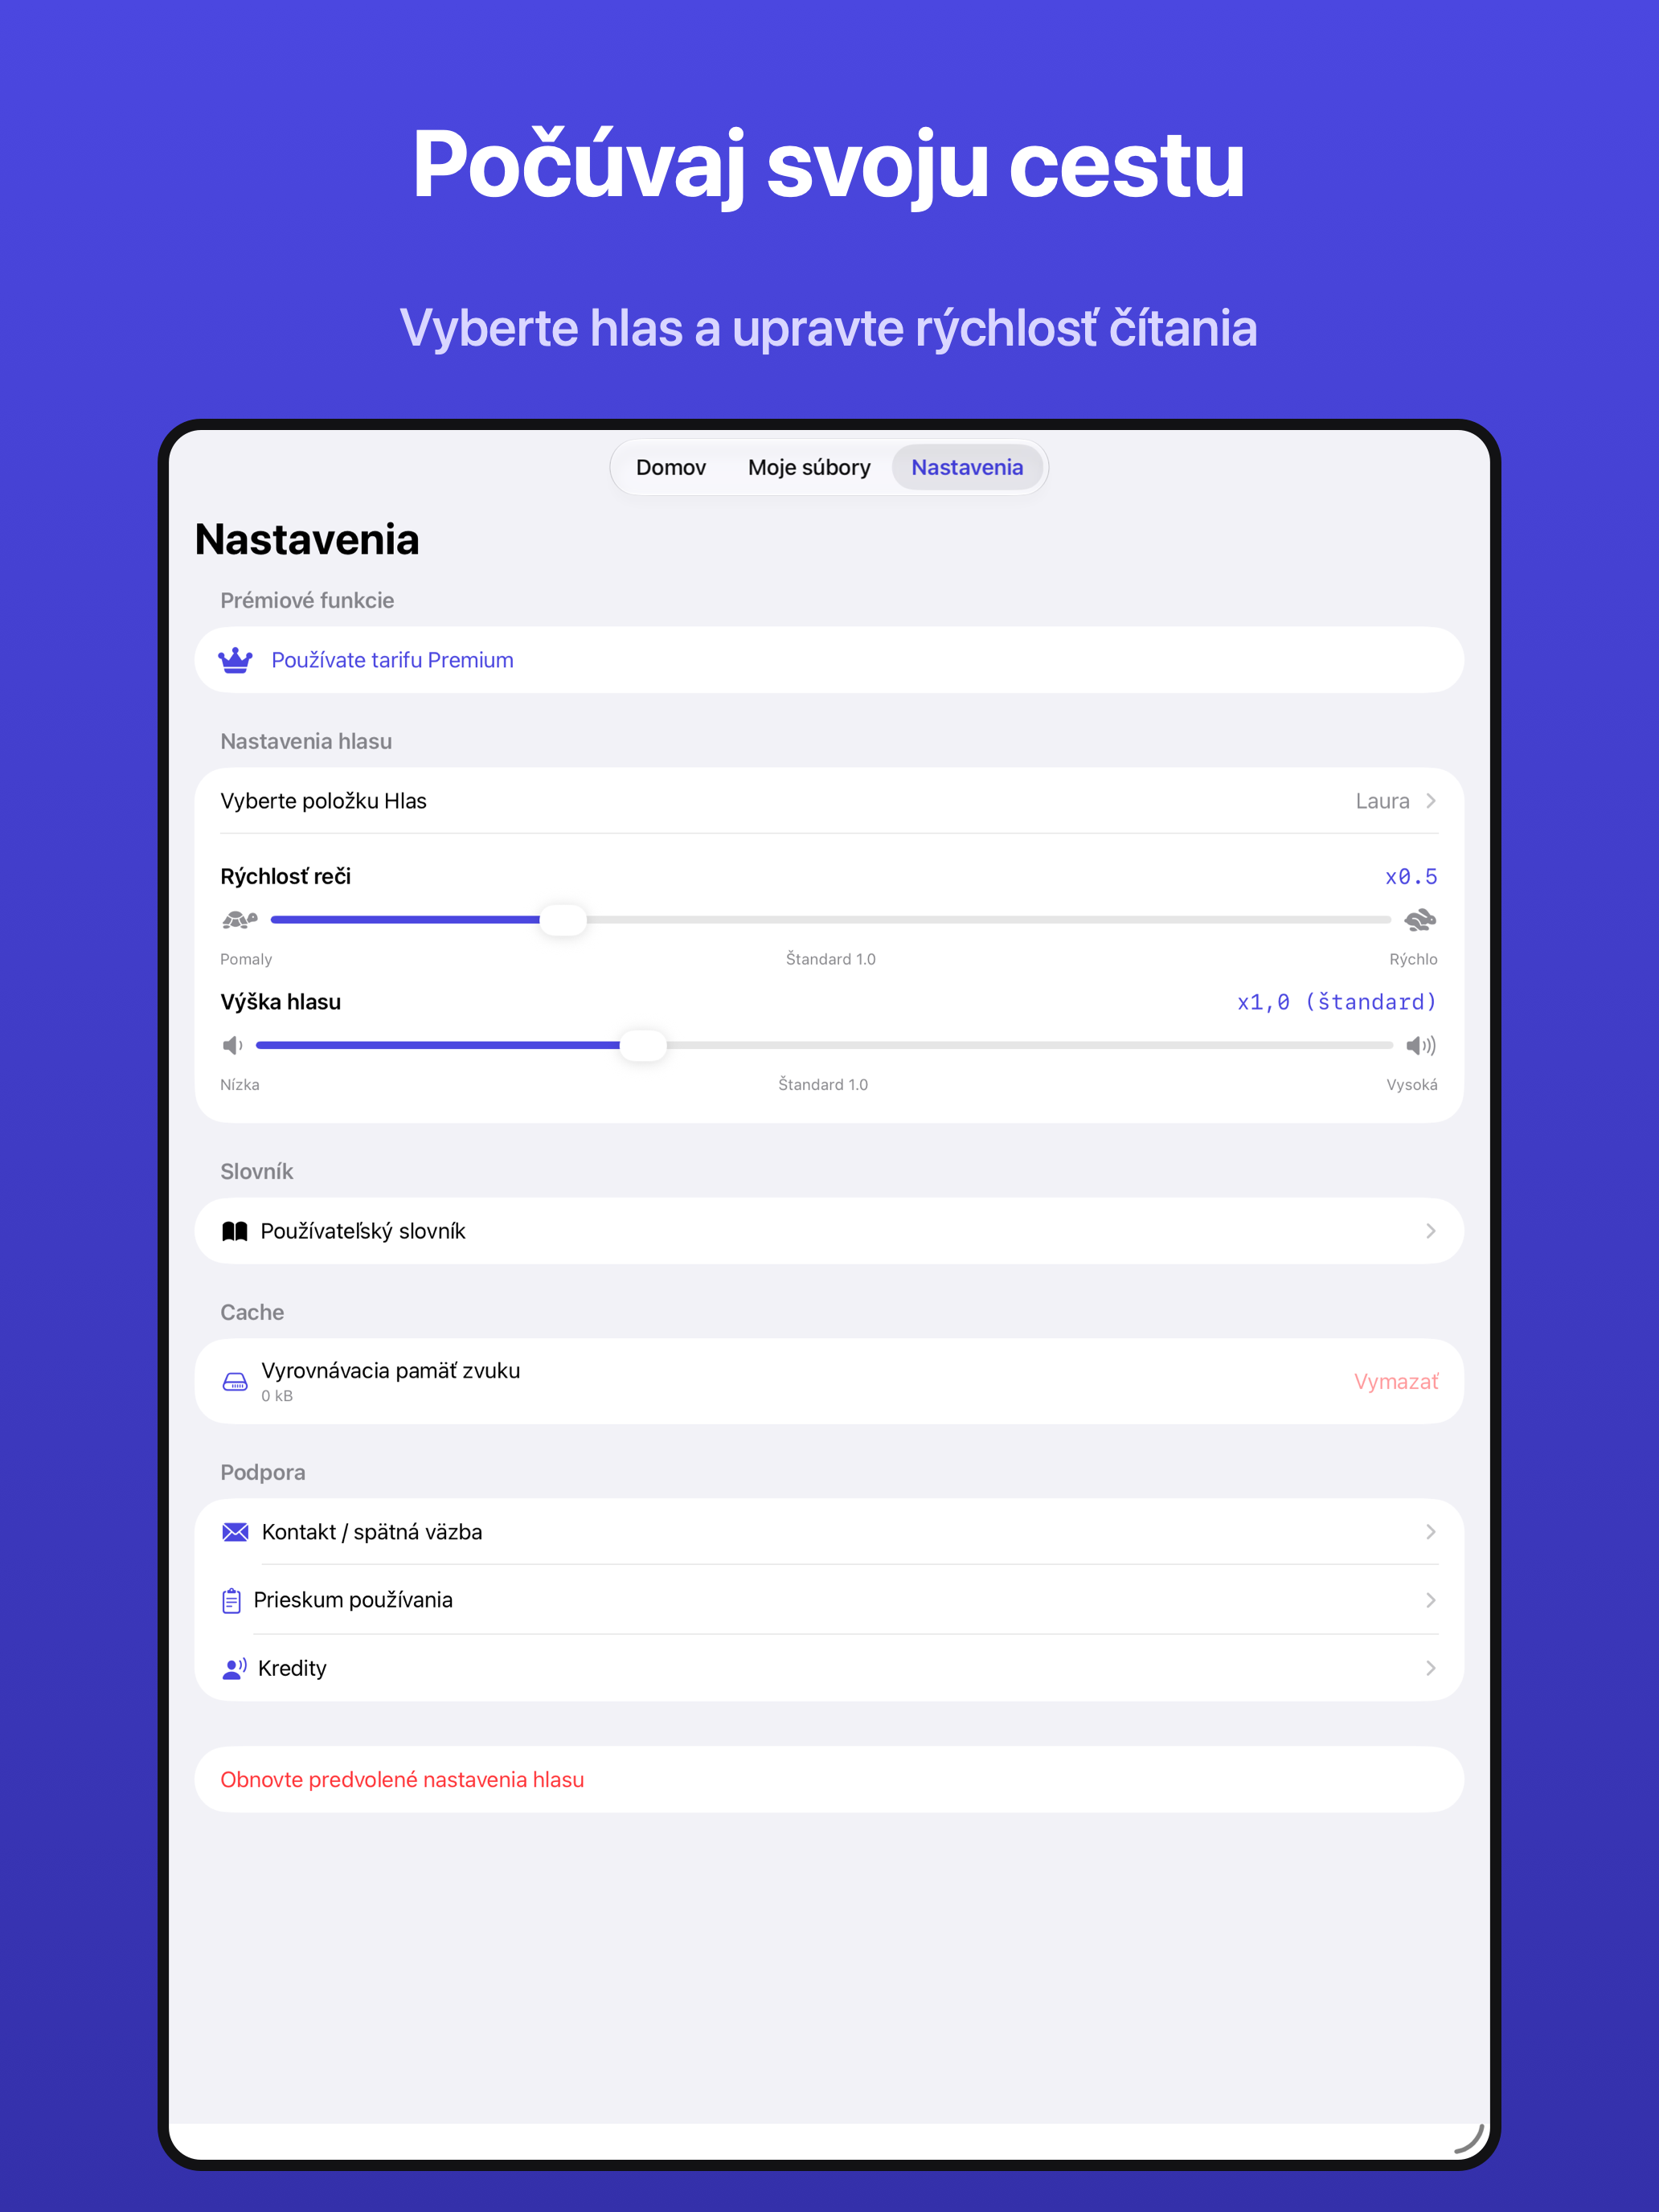 Počúvaj svoju cestu
Vyberte hlas a upravte rýchlosť čítania
Domov Moje súbory Nastavenia
Nastavenia
Prémiové funkcie
Používate tarifu Premium
Nastavenia hlasu
Vyberte položku Hlas Laura
Rýchlosť reči x0.5
Pomaly Štandard 1.0 Rýchlo
Výška hlasu x1,0 (štandard)
Nízka Štandard 1.0 Vysoká
Slovník
Používateľský slovník
Cache
Vyrovnávacia pamäť zvuku
0 kB
Vymazať
Podpora
Kontakt / spätná väzba
Prieskum používania
Kredity
Obnovte predvolené nastavenia hlasu